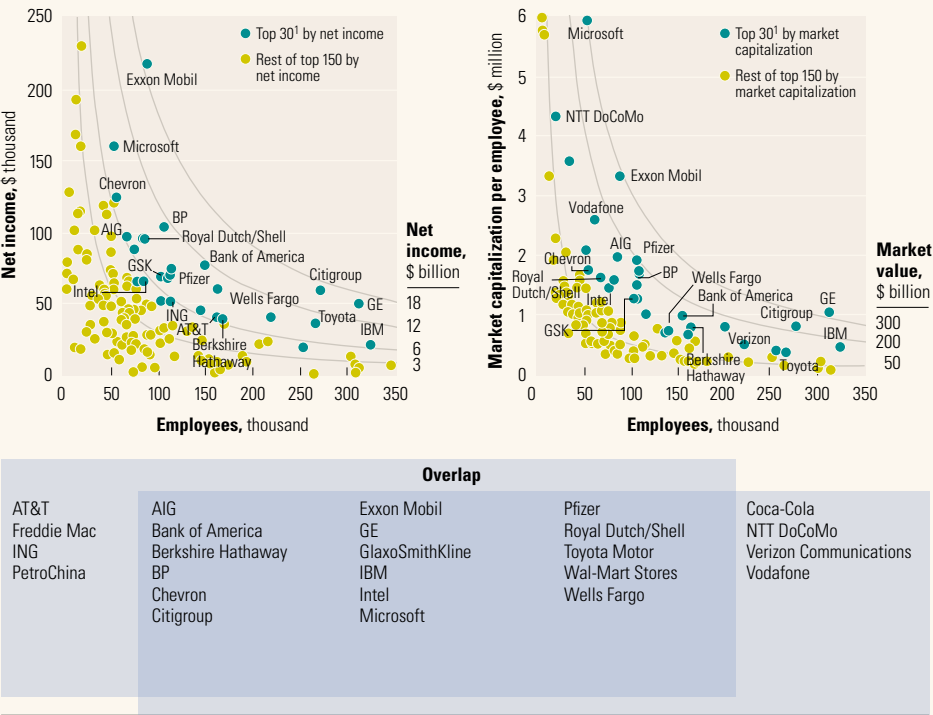 Net income, $ thousand
250
200
150
100
50
0
Top 30¹ by net income
Rest of top 150 by
net income
Exxon Mobil
Microsoft
Chevron
BP
AIG
Royal Dutch/Shell
Bank of America
GSK
Pfizer
Citigroup
Intel
Wells Fargo
GE
ING
Toyota
AT&T
IBM
Berkshire
Hathaway
Net
income,
$ billion
18
12
6
3
0 50 100 150 200 250 300 350
Employees, thousand
Market capitalization per employee, $ million
6
5
4
3
2
1
0
Top 30¹ by market
capitalization
Rest of top 150 by
market capitalization
Microsoft
NTT DoCoMo
Exxon Mobil
Vodafone
AIG
Pfizer
Chevron
BP
Royal
Dutch/Shell
Wells Fargo
Intel
Bank of America
GE
Citigroup
GSK
Verizon
IBM
Berkshire
Hathaway
Toyota
Market
value,
$ billion
300
200
50
0 50 100 150 200 250 300 350
Employees, thousand
Overlap
AT&T
Freddie Mac
ING
PetroChina
AIG
Bank of America
Berkshire Hathaway
BP
Chevron
Citigroup
Exxon Mobil
GE
GlaxoSmithKline
IBM
Intel
Microsoft
Pfizer
Royal Dutch/Shell
Toyota Motor
Wal-Mart Stores
Wells Fargo
Coca-Cola
NTT DoCoMo
Verizon Communications
Vodafone